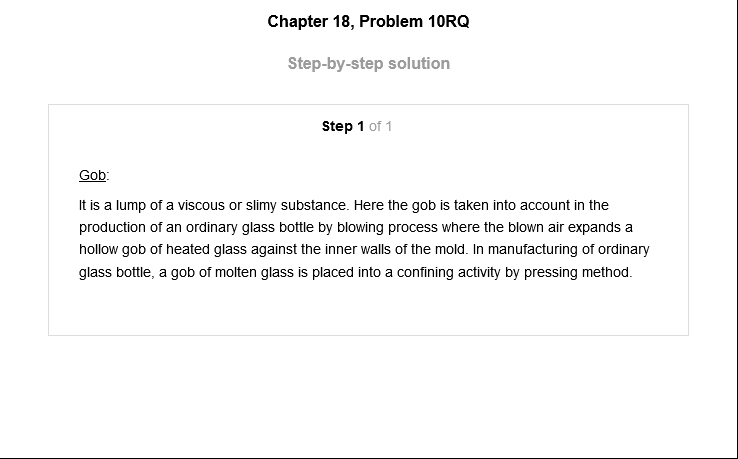 Chapter 18, Problem 10RQ
Step-by-step solution
Step 1 of 1
Gob:
It is a lump of a viscous or slimy substance. Here the gob is taken into account in the
production of an ordinary glass bottle by blowing process where the blown air expands a
hollow gob of heated glass against the inner walls of the mold. In manufacturing of ordinary
glass bottle, a gob of molten glass is placed into a confining activity by pressing method.